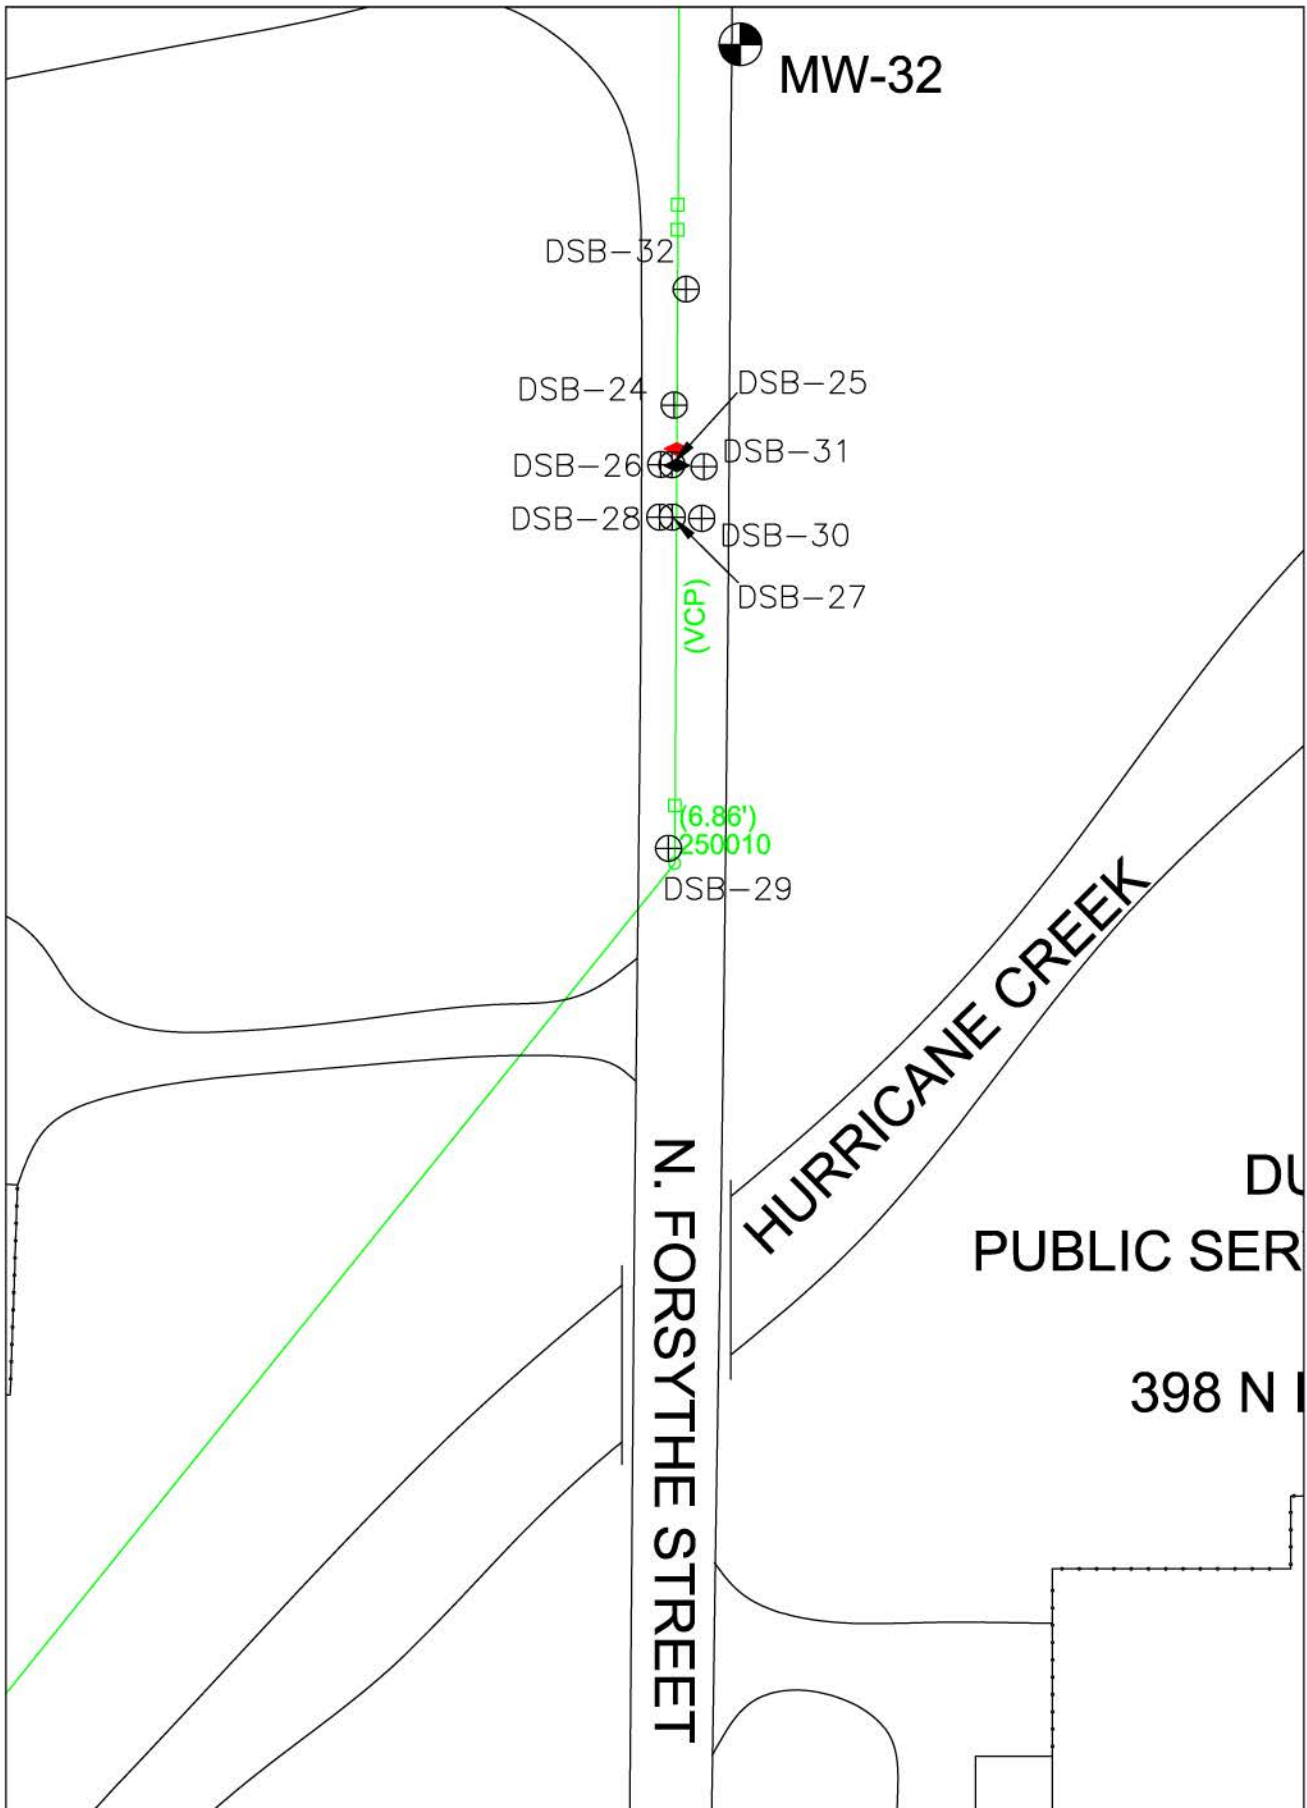 MW-32
DSB-32
DSB-24
DSB-25
DSB-31
DSB-26
DSB-28
DSB-30
DSB-27
(VCP)
(6.86')
250010
DSB-29
HURRICANE CREEK
N. FORSYTHE STREET
DU
PUBLIC SER
398 N